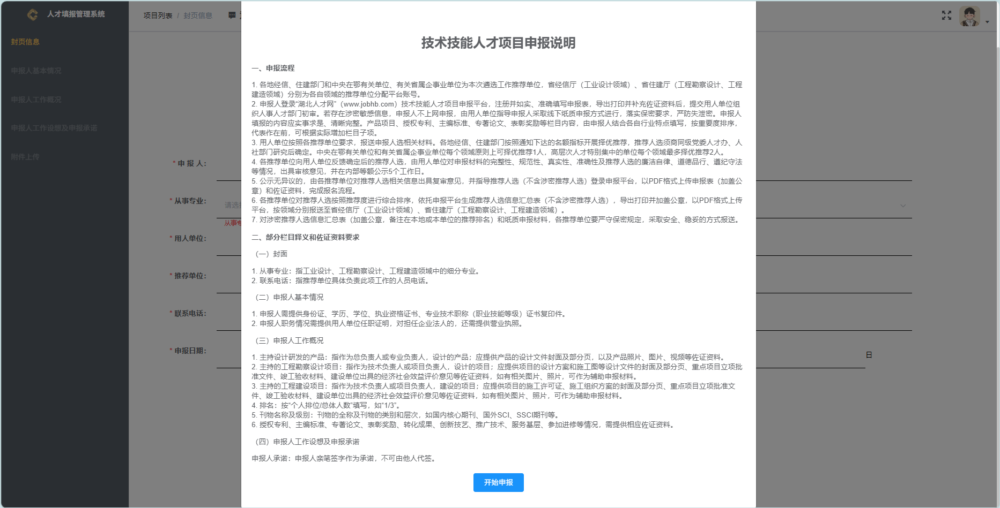 人才填报管理系统
封页信息
申报人基本情况
申报人工作概况
申报人工作设想及申报承诺
附件上传
项目列表 / 封页信息
* 申 报 人：
* 从事专业：
请选
从事专
* 用人单位：
* 推荐单位：
* 联系电话：
* 申报日期：
日
技术技能人才项目申报说明
一、申报流程
1. 各地经信、住建部门和中央在鄂有关单位、有关省属企事业单位为本次遴选工作推荐单位，省经信厅（工业设计领域）、省住建厅（工程勘察设计、工程
建造领域）分别为各自领域的推荐单位分配平台账号。
2. 申报人登录“湖北人才网”（www.jobhb.com）技术技能人才项目申报平台，注册并如实、准确填写申报表，导出打印并补充佐证资料后，提交用人单位组
织人事人才部门初审。若存在涉密敏感信息，申报人不上网申报，由用人单位指导申报人采取线下纸质申报方式进行，落实保密要求，严防失泄密。申报人
填报的内容应实事求是、清晰完整。产品项目、授权专利、主编标准、专著论文、表彰奖励等栏目内容，由申报人结合各自行业特点填写，按重要度排序，
代表作在前，可根据实际增加栏目子项。
3. 用人单位按照各推荐单位要求，报送申报人选相关材料。各地经信、住建部门按照通知下达的名额指标开展择优推荐，推荐人选须商同级党委人才办、人
社部门研究后确定。中央在鄂有关单位和有关省属企事业单位每个领域原则上可择优推荐1人，高层次人才特别集中的单位每个领域最多择优推荐2人。
4. 各推荐单位向用人单位反馈确定后的推荐人选，由用人单位对申报材料的完整性、规范性、真实性、准确性及推荐人选的廉洁自律、道德品行、遵纪守法
等情况，出具审核意见，并在内部等额公示5个工作日。
5. 公示无异议的，由各推荐单位对推荐人选相关信息出具复审意见，并指导推荐人选（不含涉密推荐人选）登录申报平台，以PDF格式上传申报表（加盖公
章）和佐证资料，完成报名流程。
6. 各推荐单位对推荐人选按照推荐度进行综合排序，依托申报平台生成推荐人选信息汇总表（不含涉密推荐人选），导出打印并加盖公章，以PDF格式上传
平台，按领域分别报送至省经信厅（工业设计领域）、省住建厅（工程勘察设计、工程建造领域）。
7. 对涉密推荐人选信息汇总表（加盖公章，备注在本地或本单位的推荐排名）和纸质申报材料，各推荐单位要严守保密规定，采取安全、稳妥的方式报送。
二、部分栏目释义和佐证资料要求
（一）封面
1. 从事专业：指工业设计、工程勘察设计、工程建造领域中的细分专业。
2. 联系电话：指推荐单位具体负责此项工作的人员电话。
（二）申报人基本情况
1. 申报人需提供身份证、学历、学位、执业资格证书、专业技术职称（职业技能等级）证书复印件。
2. 申报人职务情况需提供用人单位任职证明，对担任企业法人的，还需提供营业执照。
（三）申报人工作概况
1. 主持设计研发的产品：指作为总负责人或专业负责人，设计的产品；应提供产品的设计文件封面及部分页，以及产品照片、图片、视频等佐证资料。
2. 主持的工程勘察设计项目：指作为技术负责人或项目负责人，设计的项目；应提供项目的设计方案和施工图等设计文件的封面及部分页、重点项目立项批
准文件、竣工验收材料、建设单位出具的经济社会效益评价意见等佐证资料，如有相关图片、照片，可作为辅助申报材料。
3. 主持的工程建设项目：指作为技术负责人或项目负责人，建设的项目；应提供项目的施工许可证、施工组织方案的封面及部分页、重点项目立项批准文
件、竣工验收材料、建设单位出具的经济社会效益评价意见等佐证资料，如有相关图片、照片，可作为辅助申报材料。
4. 排名：按“个人排位/总体人数”填写，如“1/3”。
5. 刊物名称及级别：刊物的全称及刊物的类别和层次，如国内核心期刊、国外SCI、SSCI期刊等。
6. 授权专利、主编标准、专著论文、表彰奖励、转化成果、创新技艺、推广技术、服务基层、参加进修等情况，需提供相应佐证资料。
（四）申报人工作设想及申报承诺
申报人承诺：申报人亲笔签字作为承诺，不可由他人代签。
开始申报